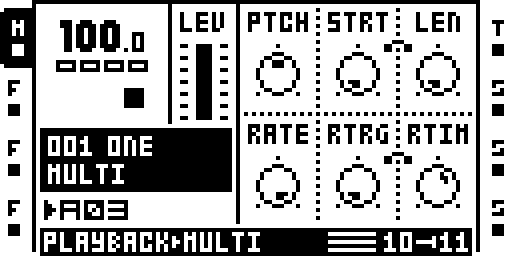 M T
100.0
LEV
PTCH STRT LEN
F S
RATE RTRG RTIM
001 ONE
MULTI
F S
A03
F S
PLAYBACK▸MULTI 10→11